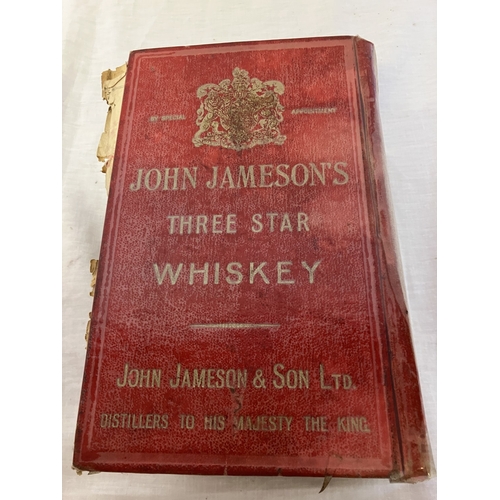 BY SPECIAL APPOINTMENT
JOHN JAMESON'S
THREE STAR
WHISKEY
JOHN JAMESON & SON LTD.
DISTILLERS TO HIS MAJESTY THE KING.